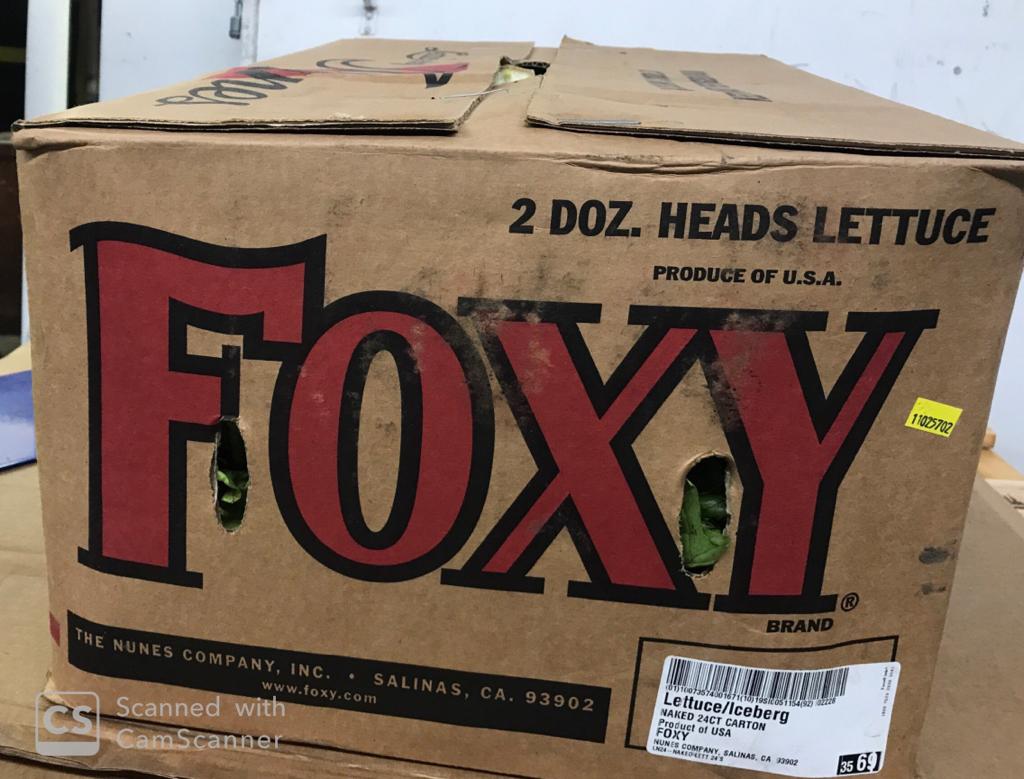 2 DOZ. HEADS LETTUCE
PRODUCE OF U.S.A.
FOXY
®
BRAND
11025702
THE NUNES COMPANY, INC. • SALINAS, CA. 93902
www.foxy.com
Lettuce/Iceberg
NAKED 24CT CARTON
Product of USA
FOXY
NUNES COMPANY, SALINAS, CA 93902
35 69
CS Scanned with
CamScanner